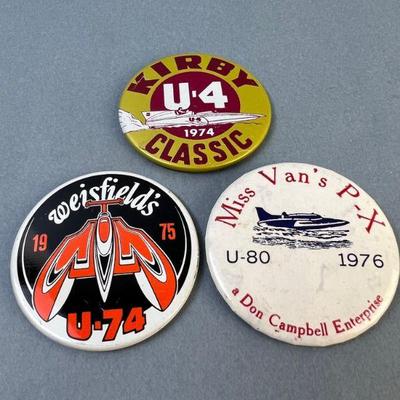 KIRBY
U-4
1974
CLASSIC
weisfield's
19 75
U-74
Miss Van's P-X
U-80 1976
a Don Campbell Enterprise